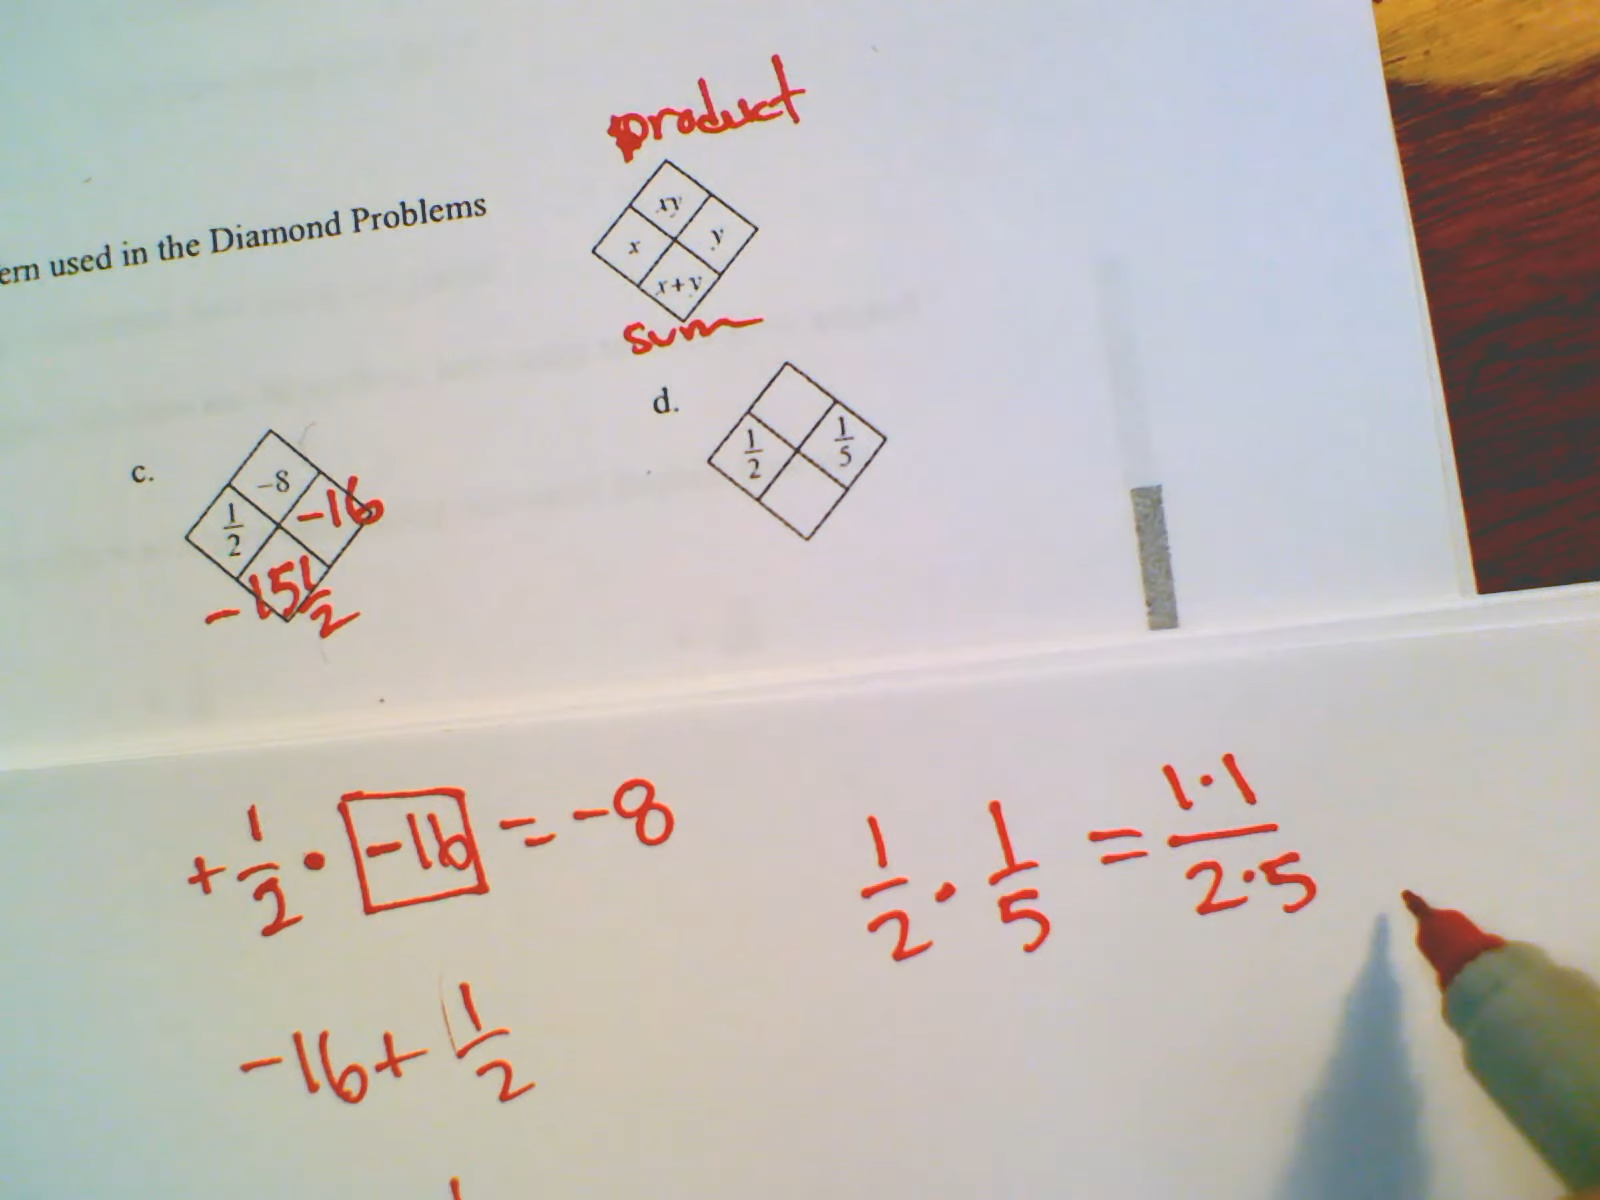 product
xy
x y
x+y
sum
ern used in the Diamond Problems
c.
-8
1/2 -16
-15 1/2
d.
1/2 1/5
+ 1/2 · -16 = -8
-16 + 1/2
1/2 · 1/5 = 1·1/2·5